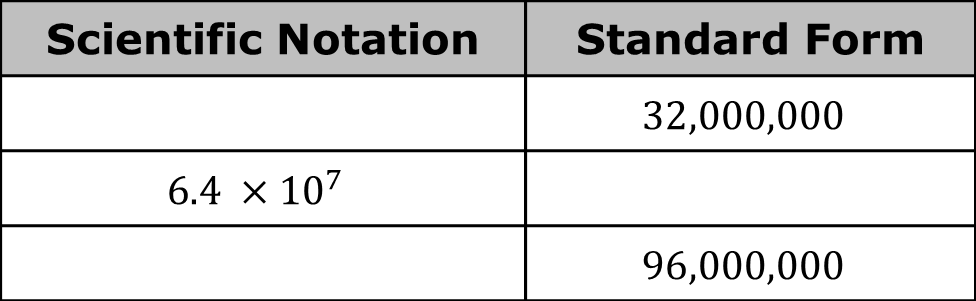 Scientific Notation Standard Form
32,000,000
6.4 × 10⁷
96,000,000